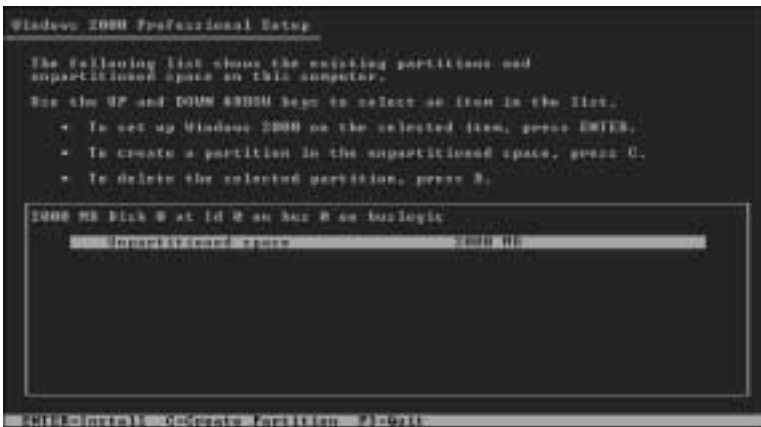 Windows 2000 Professional Setup
The following list shows the existing partitions and
unpartitioned space on this computer.
Use the UP and DOWN ARROW keys to select an item in the list.
• To set up Windows 2000 on the selected item, press ENTER.
• To create a partition in the unpartitioned space, press C.
• To delete the selected partition, press D.
2000 MB Disk 0 at Id 0 on bus 0 on buslogic
Unpartitioned space 2000 MB
ENTER=Install C=Create Partition F3=Quit